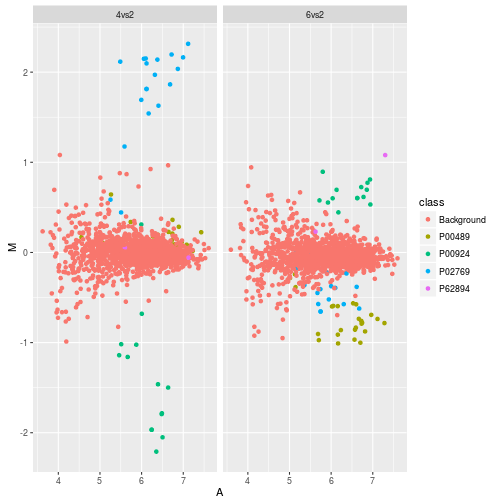 4vs2 6vs2
2
1
0
-1
-2
M
4 5 6 7 4 5 6 7
A
class
Background
P00489
P00924
P02769
P62894